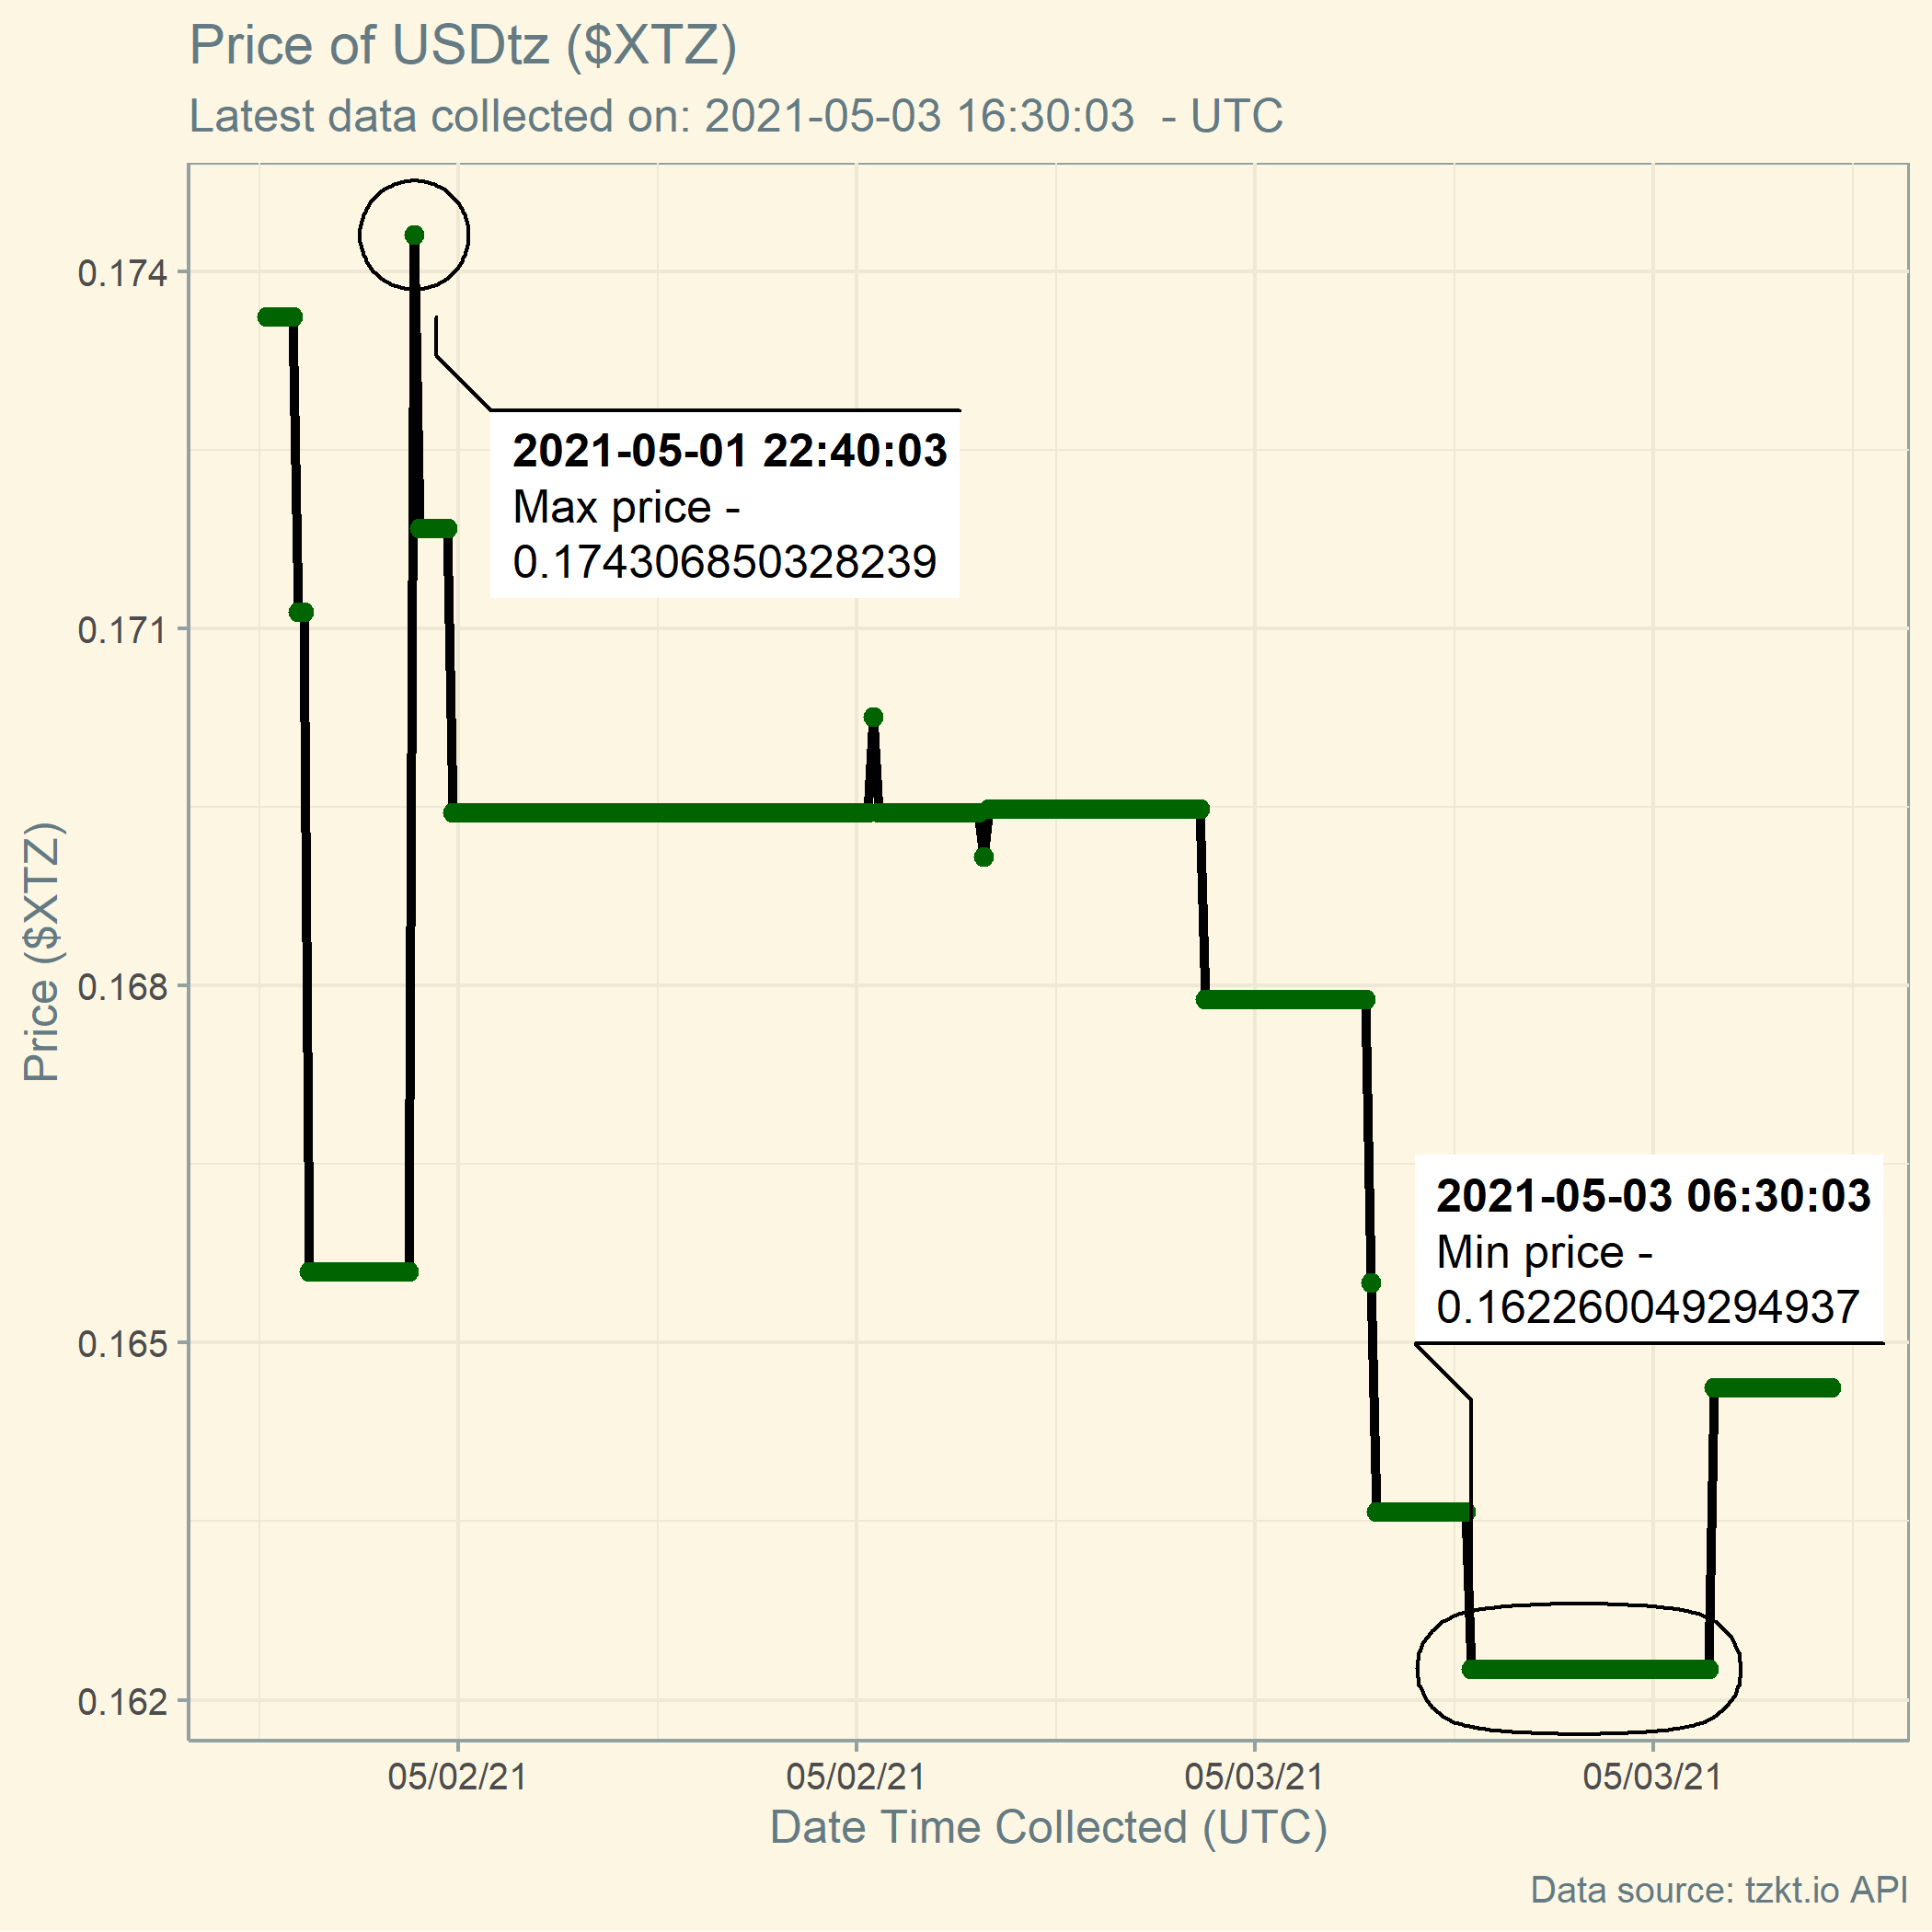 Price of USDtz ($XTZ)
Latest data collected on: 2021-05-03 16:30:03  - UTC
0.174
0.171
0.168
0.165
0.162
Price ($XTZ)
2021-05-01 22:40:03
Max price -
0.174306850328239
2021-05-03 06:30:03
Min price -
0.162260049294937
05/02/21
05/02/21
05/03/21
05/03/21
Date Time Collected (UTC)
Data source: tzkt.io API